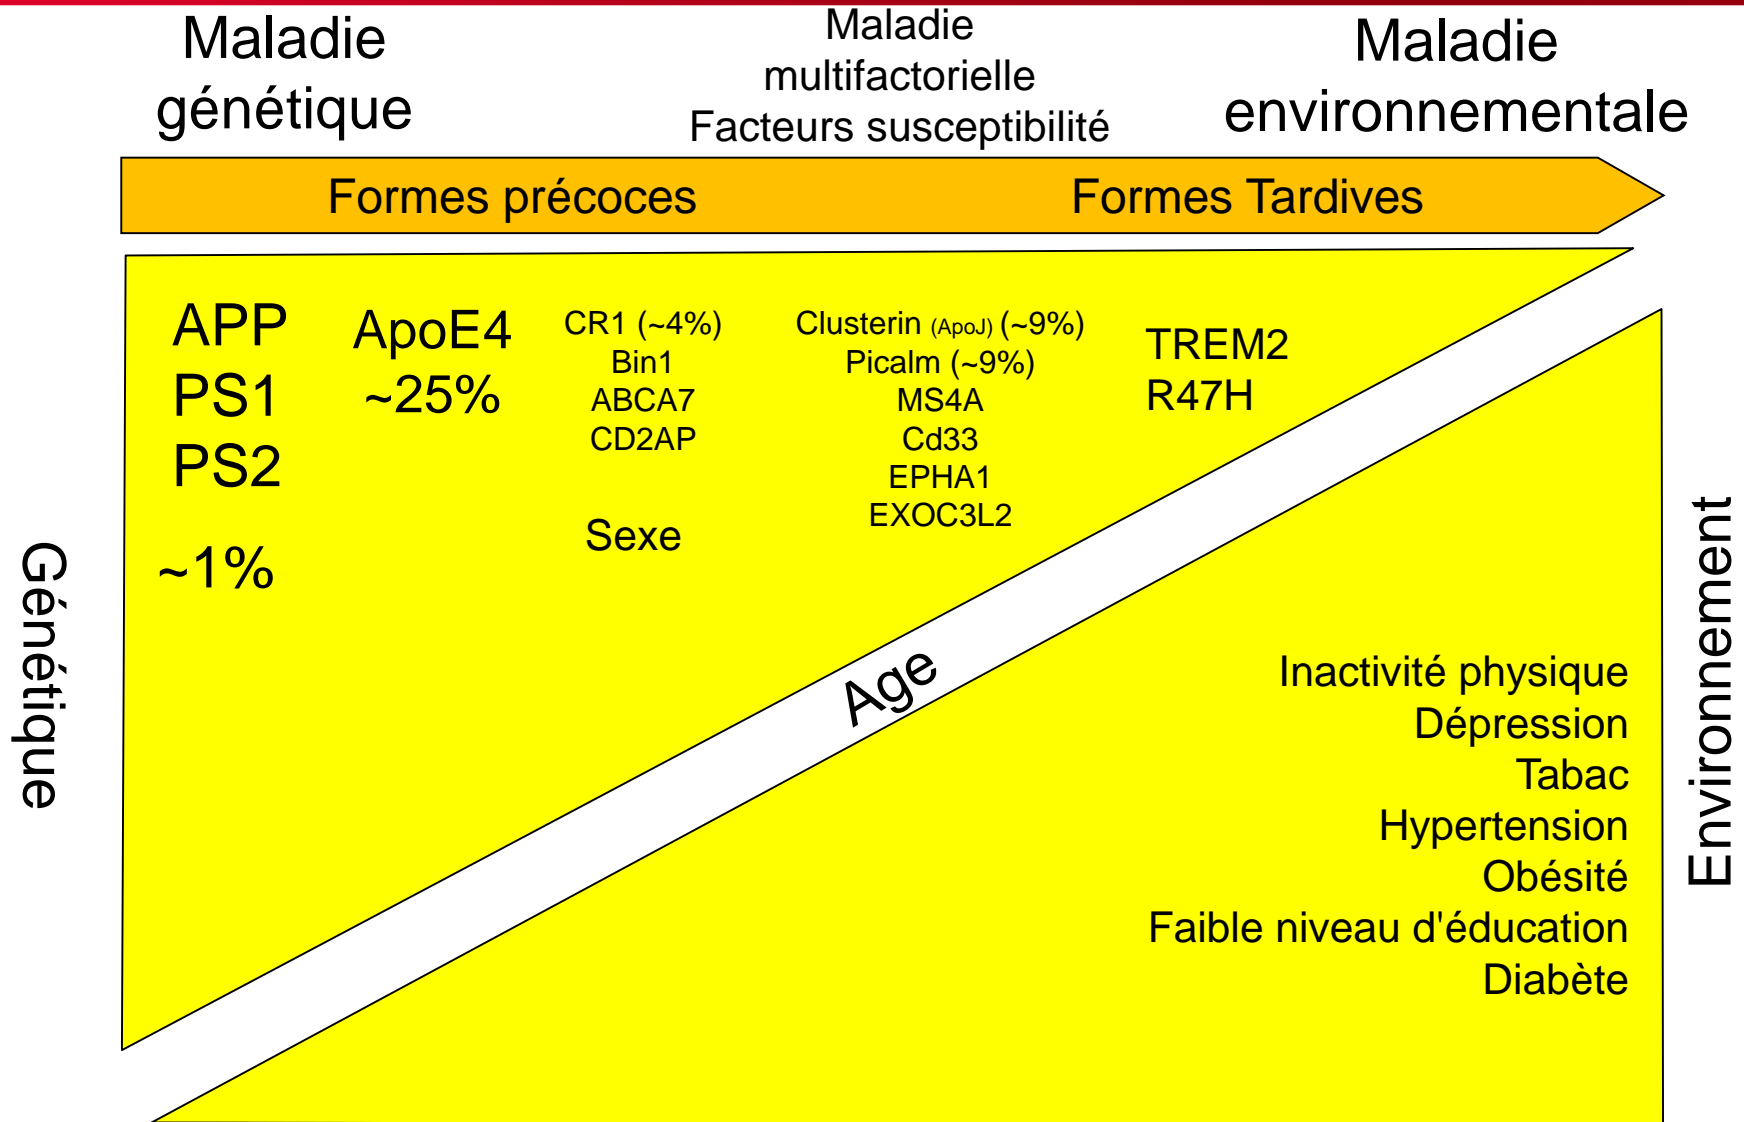 Maladie
génétique
Maladie
multifactorielle
Facteurs susceptibilité
Maladie
environnementale
Formes précoces
Formes Tardives
APP
PS1
PS2
~1%
ApoE4
~25%
CR1 (~4%)
Bin1
ABCA7
CD2AP
Sexe
Clusterin (ApoJ) (~9%)
Picalm (~9%)
MS4A
Cd33
EPHA1
EXOC3L2
TREM2
R47H
Génétique
Age
Inactivité physique
Dépression
Tabac
Hypertension
Obésité
Faible niveau d'éducation
Diabète
Environnement